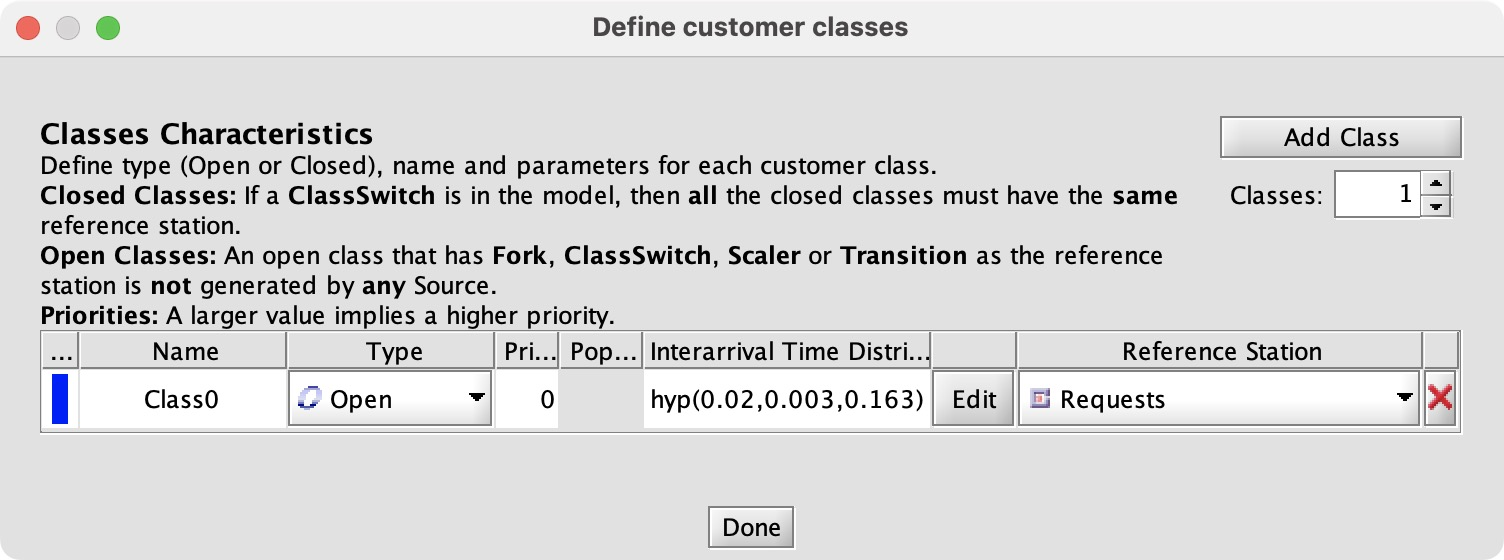 Define customer classes
Classes Characteristics
Add Class
Define type (Open or Closed), name and parameters for each customer class.
Closed Classes: If a ClassSwitch is in the model, then all the closed classes must have the same
Classes: 1
reference station.
Open Classes: An open class that has Fork, ClassSwitch, Scaler or Transition as the reference
station is not generated by any Source.
Priorities: A larger value implies a higher priority.
... Name Type Pri... Pop... Interarrival Time Distri... Reference Station
Class0 Open 0 hyp(0.02,0.003,0.163) Edit Requests
Done